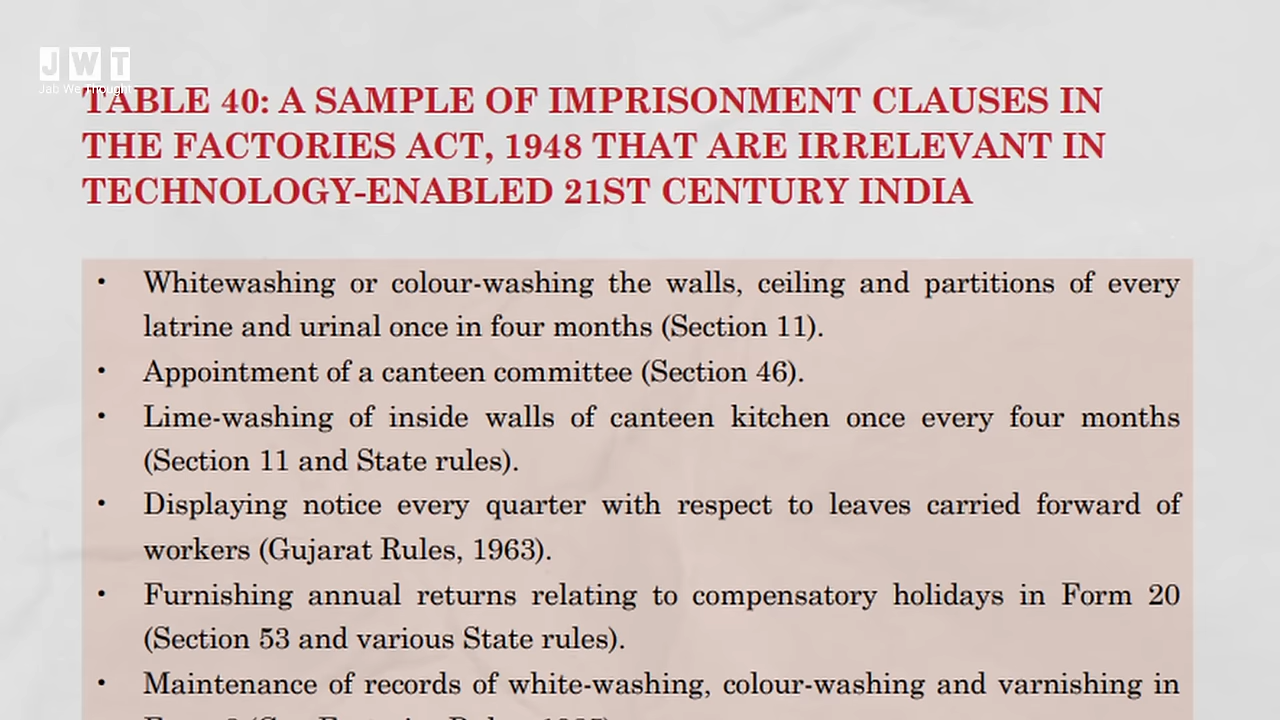 JWT
Jab We Thought
TABLE 40: A SAMPLE OF IMPRISONMENT CLAUSES IN
THE FACTORIES ACT, 1948 THAT ARE IRRELEVANT IN
TECHNOLOGY-ENABLED 21ST CENTURY INDIA
• Whitewashing or colour-washing the walls, ceiling and partitions of every
latrine and urinal once in four months (Section 11).
• Appointment of a canteen committee (Section 46).
• Lime-washing of inside walls of canteen kitchen once every four months
(Section 11 and State rules).
• Displaying notice every quarter with respect to leaves carried forward of
workers (Gujarat Rules, 1963).
• Furnishing annual returns relating to compensatory holidays in Form 20
(Section 53 and various State rules).
• Maintenance of records of white-washing, colour-washing and varnishing in